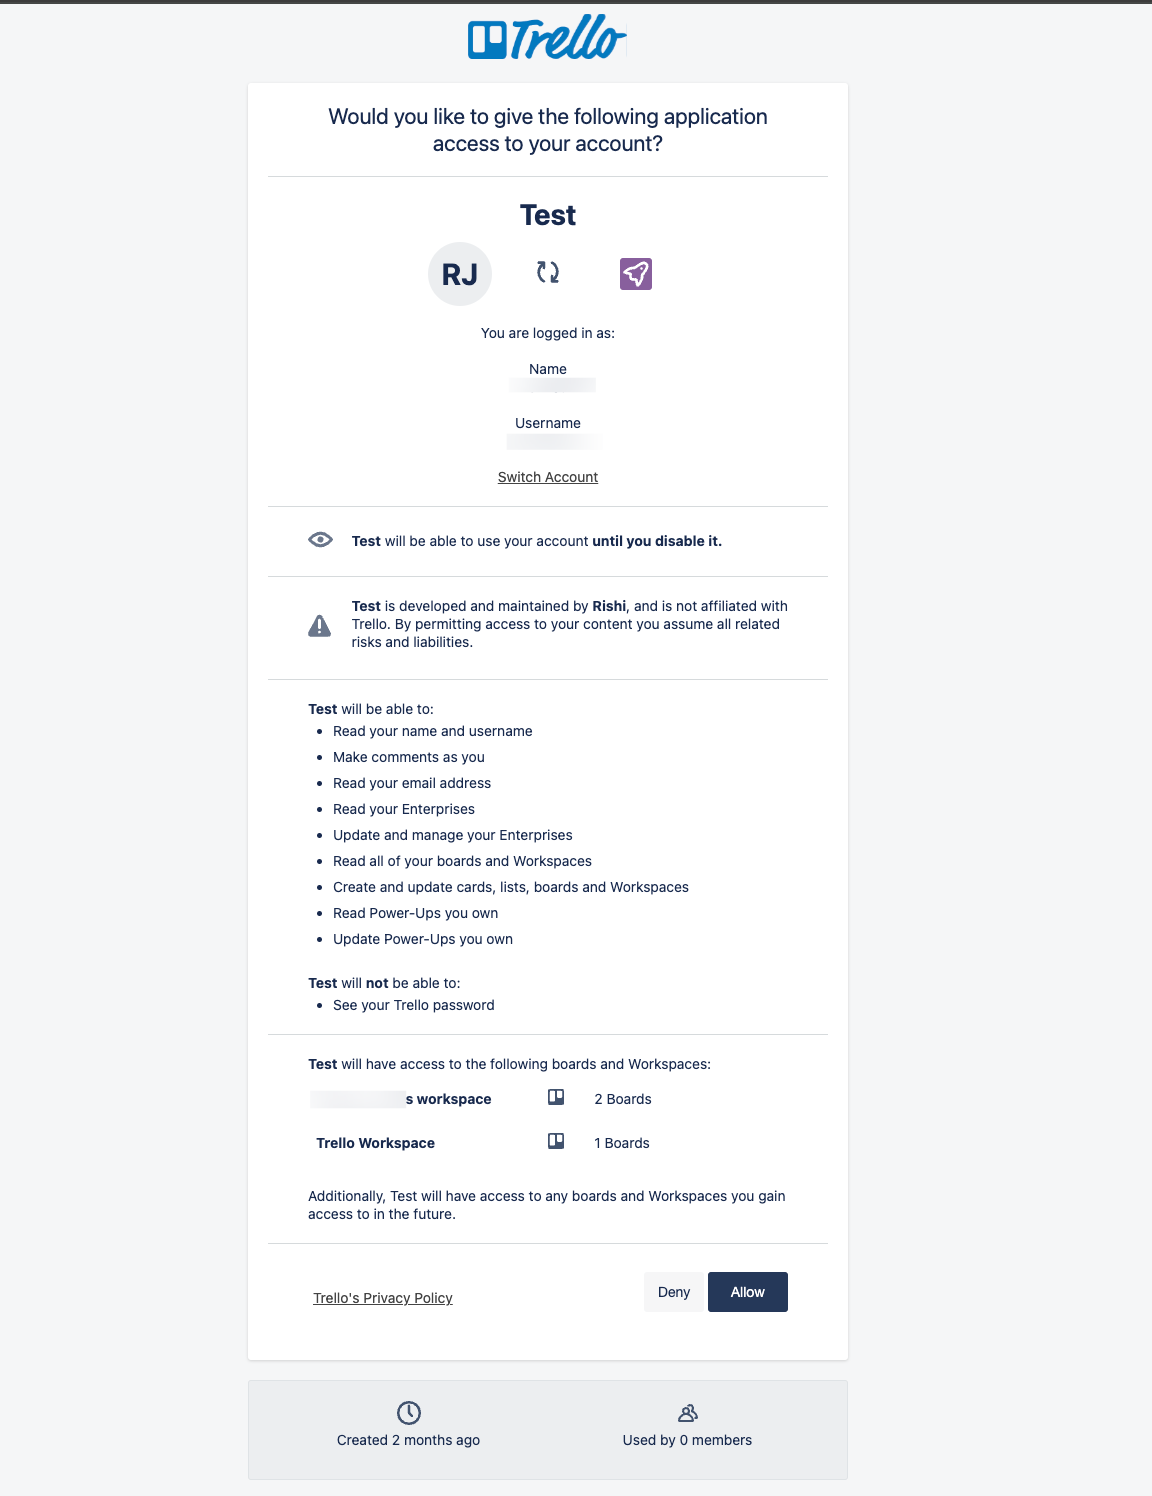 Trello
Would you like to give the following application
access to your account?
Test
RJ
You are logged in as:
Name
Username
Switch Account
Test will be able to use your account until you disable it.
Test is developed and maintained by Rishi, and is not affiliated with
Trello. By permitting access to your content you assume all related
risks and liabilities.
Test will be able to:
• Read your name and username
• Make comments as you
• Read your email address
• Read your Enterprises
• Update and manage your Enterprises
• Read all of your boards and Workspaces
• Create and update cards, lists, boards and Workspaces
• Read Power-Ups you own
• Update Power-Ups you own
Test will not be able to:
• See your Trello password
Test will have access to the following boards and Workspaces:
s workspace 2 Boards
Trello Workspace 1 Boards
Additionally, Test will have access to any boards and Workspaces you gain
access to in the future.
Trello's Privacy Policy Deny Allow
Created 2 months ago Used by 0 members